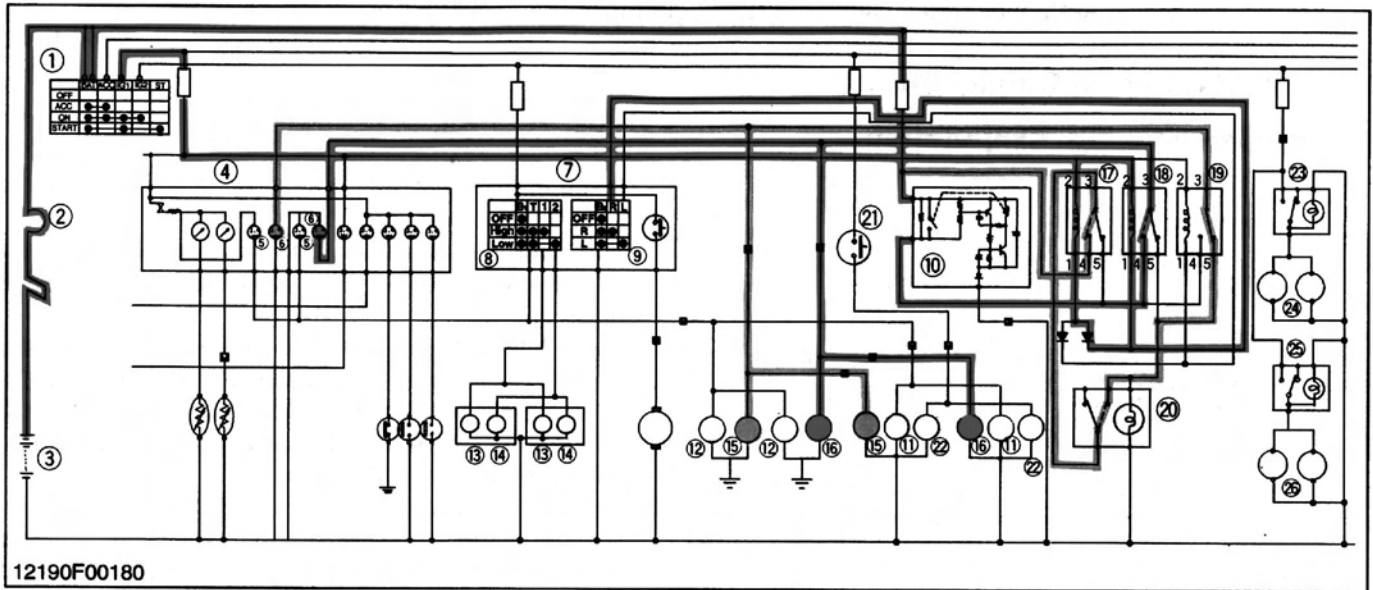 ①
BAT ACC IG1 IG2 ST
OFF
ACC
ON
START
②
③
④
⑤ ⑥ ⑤ ⑥
⑦
T 1 2
OFF
High
Low
⑧
R L
OFF
R
L
⑨
⑩
㉑
2 3 ⑰ 2 3 ⑱ 2 3 ⑲
1 4 5 1 4 5 1 4 5
⑳
㉓
㉔
㉕
㉖
⑬ ⑭ ⑬ ⑭
⑫ ⑮ ⑫ ⑯ ⑮ ⑪ ㉒ ⑯ ⑪ ㉒
12190F00180